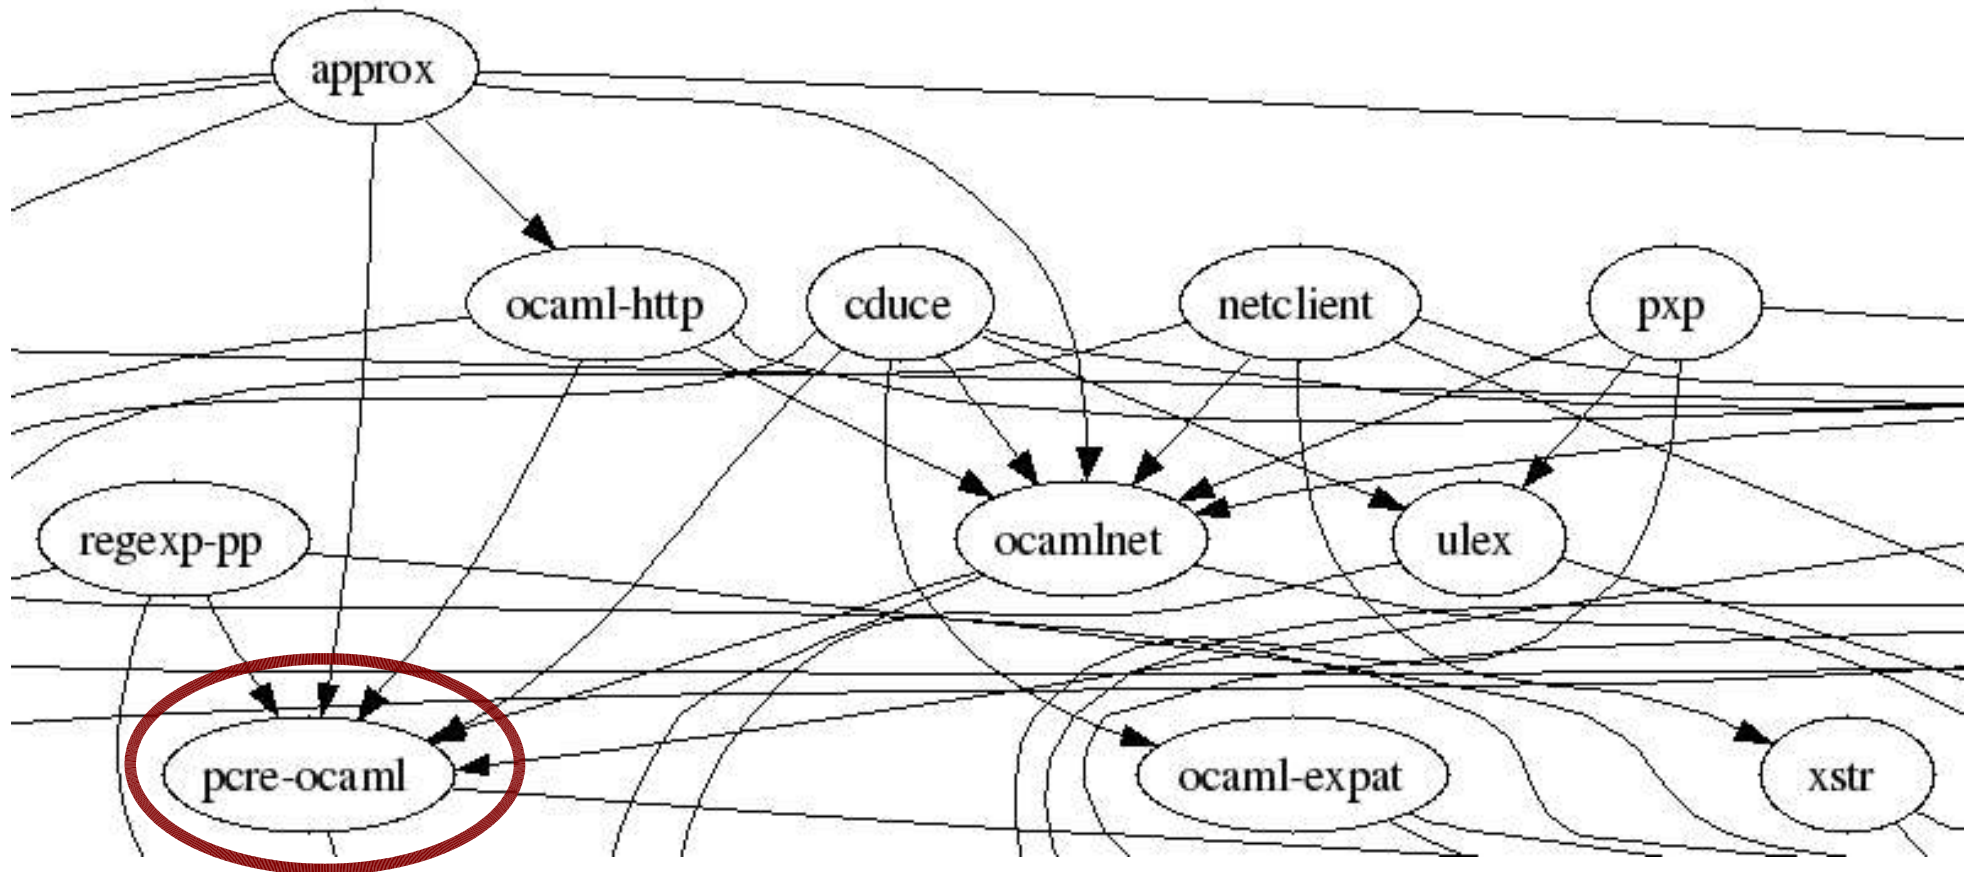 approx
ocaml-http
cduce
netclient
pxp
regexp-pp
ocamlnet
ulex
pcre-ocaml
ocaml-expat
xstr